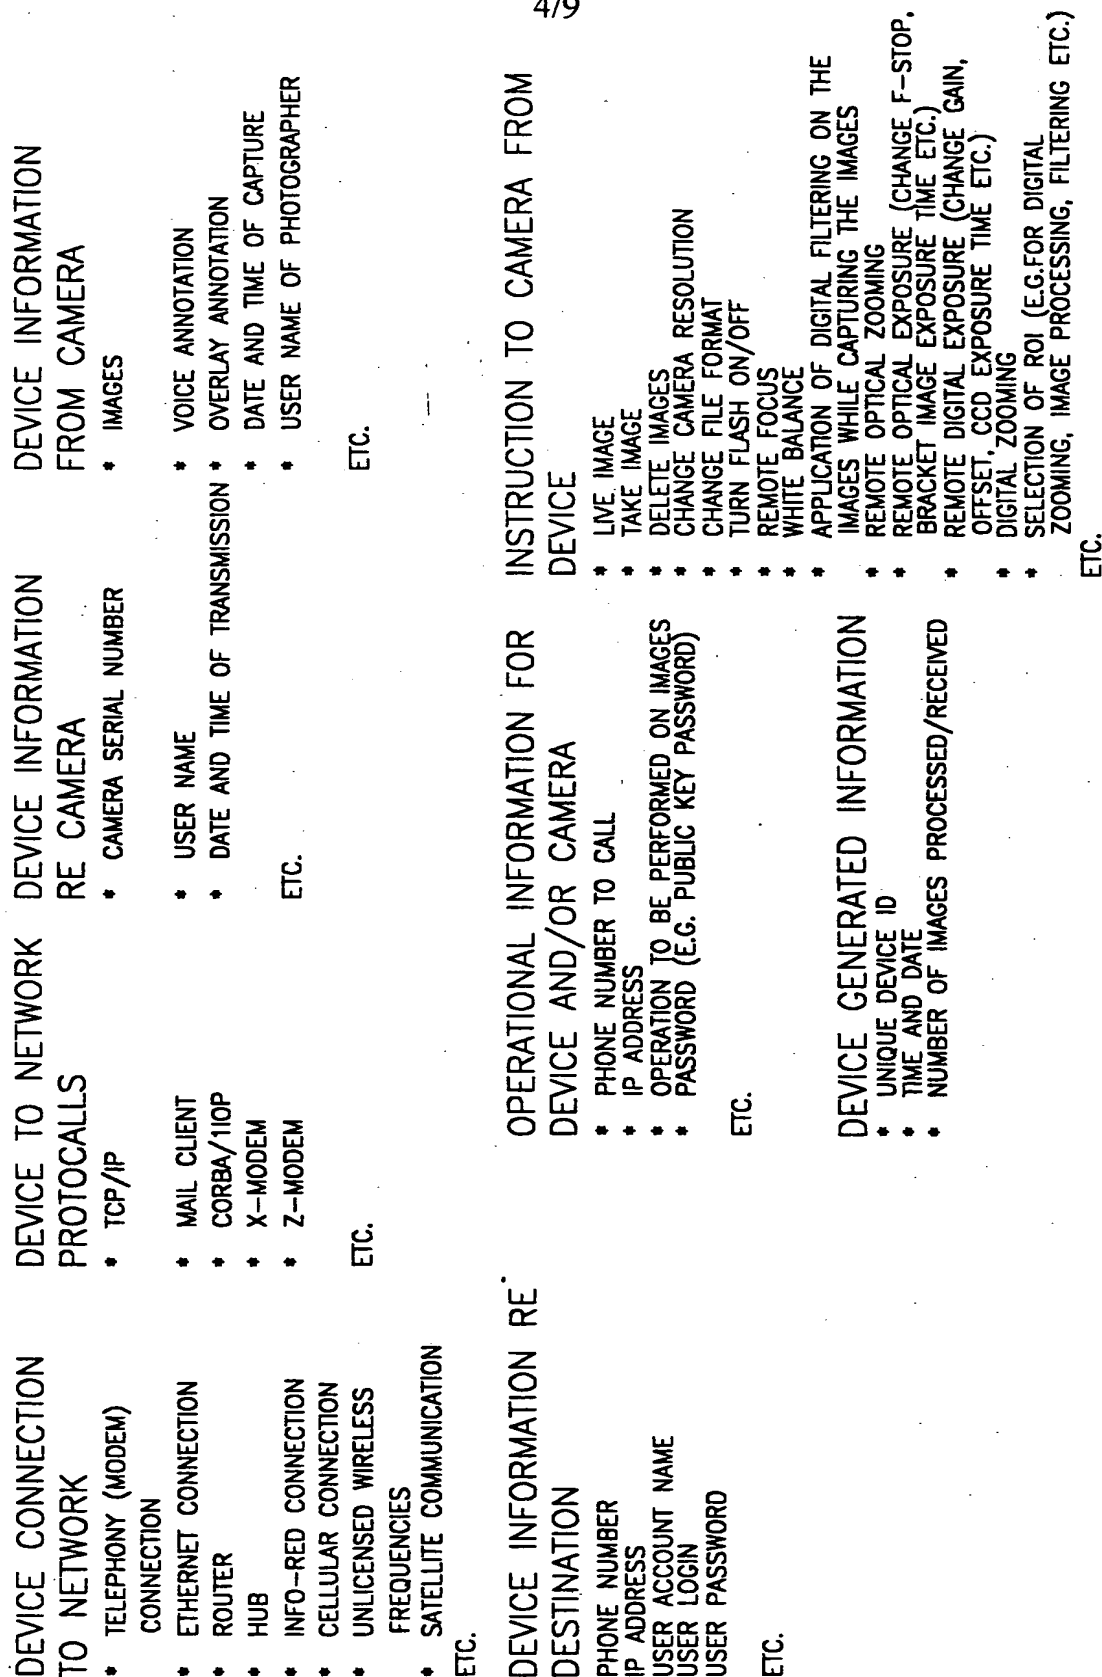 4/9
DEVICE CONNECTION
TO NETWORK
* TELEPHONY (MODEM)
CONNECTION
* ETHERNET CONNECTION
* ROUTER
* HUB
* INFO-RED CONNECTION
* CELLULAR CONNECTION
* UNLICENSED WIRELESS
FREQUENCIES
* SATELLITE COMMUNICATION
ETC.
DEVICE TO NETWORK
PROTOCALLS
* TCP/IP
* MAIL CLIENT
* CORBA/1IOP
* X-MODEM
* Z-MODEM
ETC.
DEVICE INFORMATION
RE CAMERA
* CAMERA SERIAL NUMBER
* USER NAME
* DATE AND TIME OF TRANSMISSION
ETC.
DEVICE INFORMATION
FROM CAMERA
* IMAGES
* VOICE ANNOTATION
* OVERLAY ANNOTATION
* DATE AND TIME OF CAPTURE
* USER NAME OF PHOTOGRAPHER
ETC.
DEVICE INFORMATION RE
DESTINATION
PHONE NUMBER
IP ADDRESS
USER ACCOUNT NAME
USER LOGIN
USER PASSWORD
ETC.
OPERATIONAL INFORMATION FOR
DEVICE AND/OR CAMERA
* PHONE NUMBER TO CALL
* IP ADDRESS
* OPERATION TO BE PERFORMED ON IMAGES
* PASSWORD (E.G. PUBLIC KEY PASSWORD)
ETC.
DEVICE GENERATED INFORMATION
* UNIQUE DEVICE ID
* TIME AND DATE
* NUMBER OF IMAGES PROCESSED/RECEIVED
INSTRUCTION TO CAMERA FROM
DEVICE
* LIVE IMAGE
* TAKE IMAGE
* DELETE IMAGES
* CHANGE CAMERA RESOLUTION
* CHANGE FILE FORMAT
* TURN FLASH ON/OFF
* REMOTE FOCUS
* WHITE BALANCE
* APPLICATION OF DIGITAL FILTERING ON THE
IMAGES WHILE CAPTURING THE IMAGES
* REMOTE OPTICAL ZOOMING
* REMOTE OPTICAL EXPOSURE (CHANGE F-STOP,
BRACKET IMAGE EXPOSURE TIME ETC.)
* REMOTE DIGITAL EXPOSURE (CHANGE GAIN,
OFFSET, CCD EXPOSURE TIME ETC.)
* DIGITAL ZOOMING
* SELECTION OF ROI (E.G.FOR DIGITAL
ZOOMING, IMAGE PROCESSING, FILTERING ETC.)
ETC.